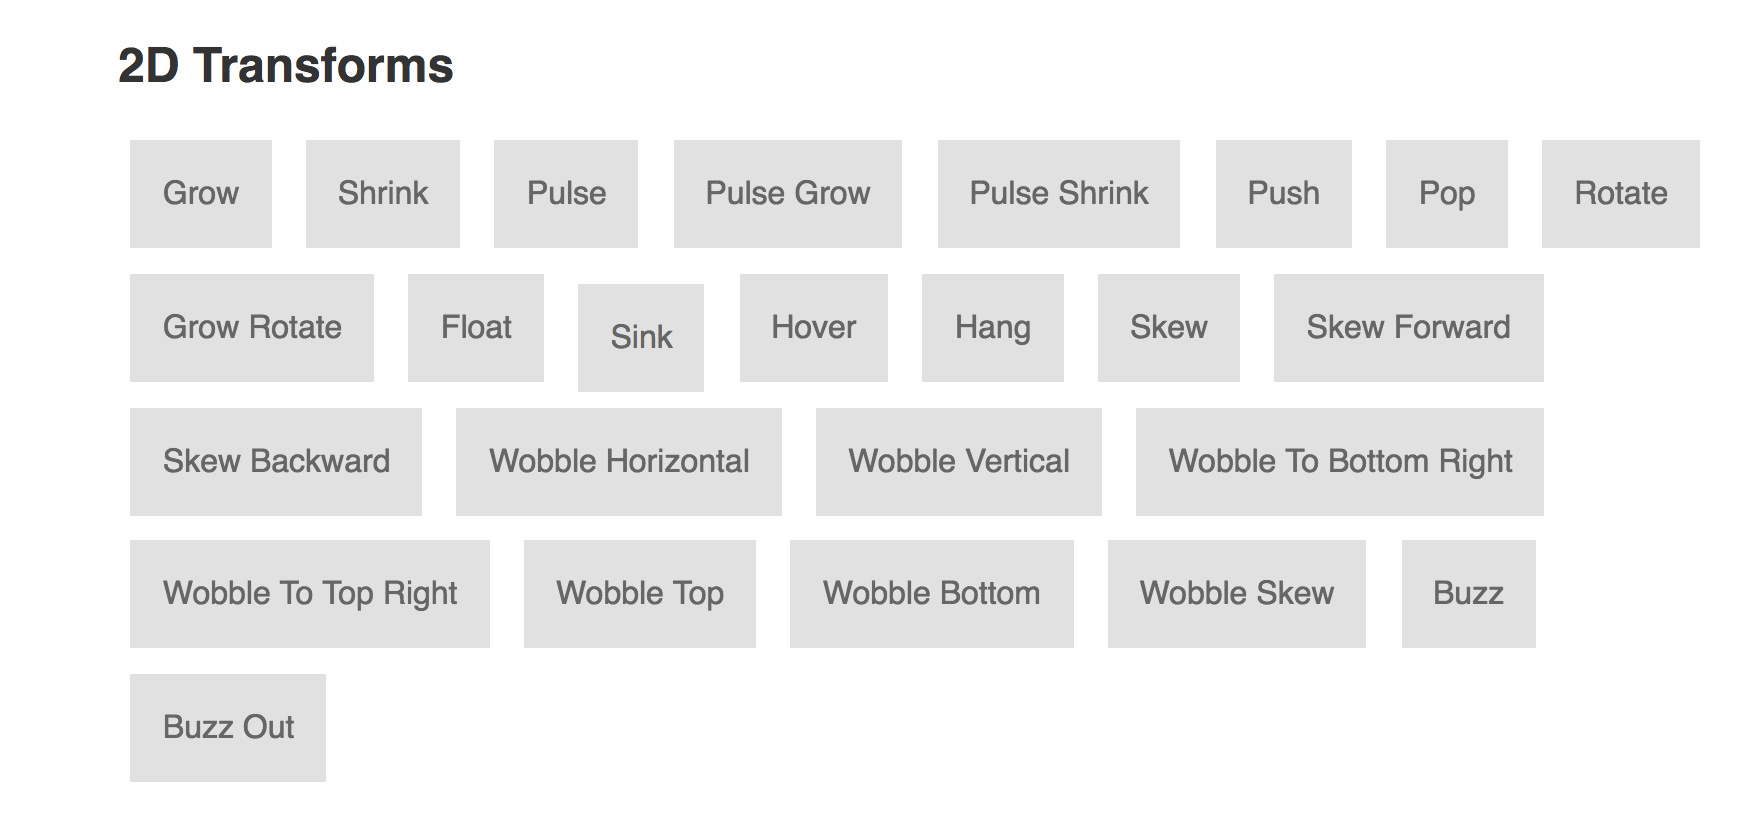 2D Transforms
Grow Shrink Pulse Pulse Grow Pulse Shrink Push Pop Rotate
Grow Rotate Float Sink Hover Hang Skew Skew Forward
Skew Backward Wobble Horizontal Wobble Vertical Wobble To Bottom Right
Wobble To Top Right Wobble Top Wobble Bottom Wobble Skew Buzz
Buzz Out